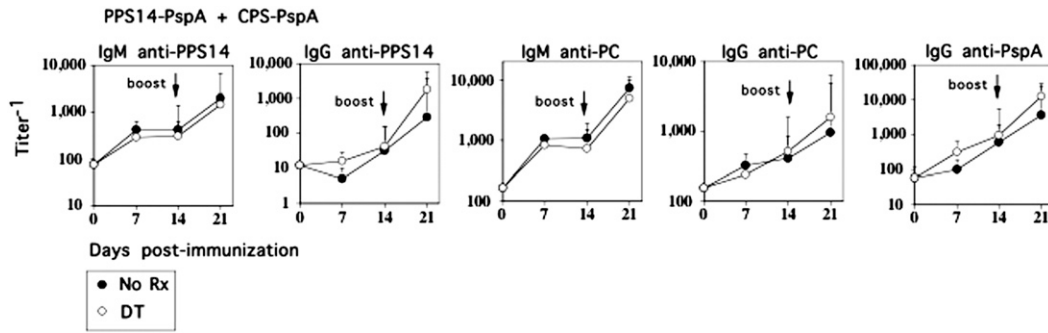 PPS14-PspA + CPS-PspA
IgM anti-PPS14
IgG anti-PPS14
IgM anti-PC
IgG anti-PC
IgG anti-PspA
Titer-1
10,000
1,000
100
10
boost
0 7 14 21
10,000
1,000
100
10
1
boost
0 7 14 21
10,000
1,000
100
boost
0 7 14 21
10,000
1,000
100
boost
0 7 14 21
100,000
10,000
1,000
100
10
boost
0 7 14 21
Days post-immunization
No Rx
DT